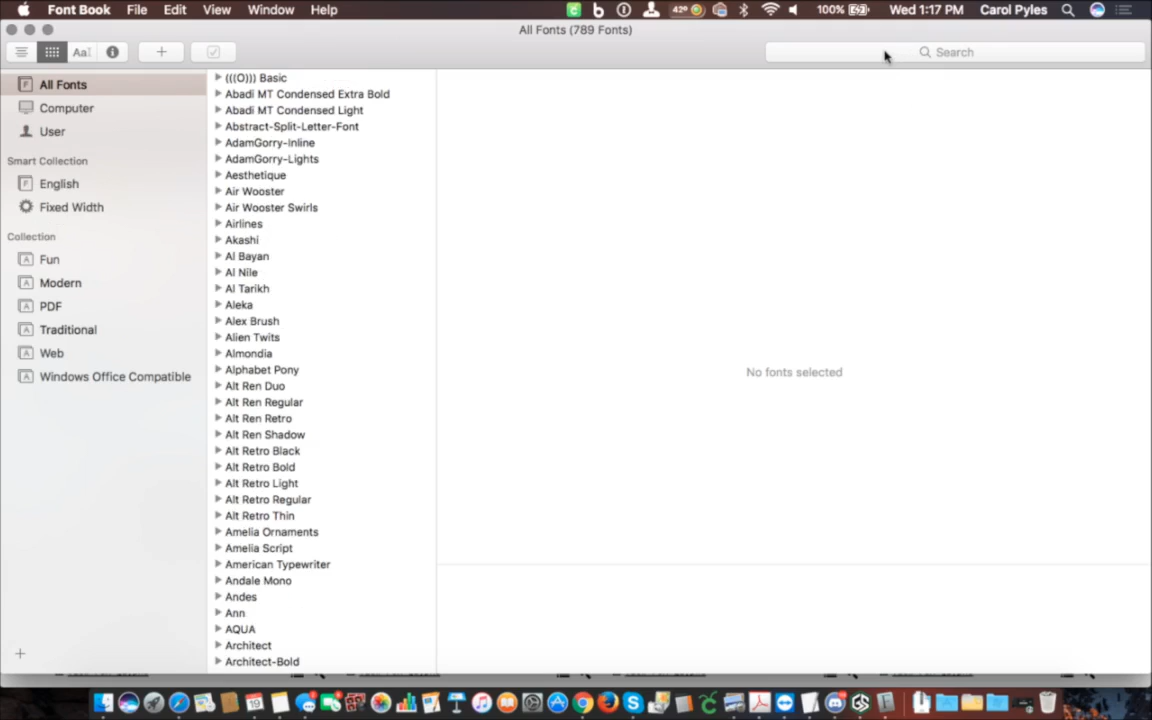 Font Book File Edit View Window Help 42° 100% Wed 1:17 PM Carol Pyles
All Fonts (789 Fonts)
Search
All Fonts
Computer
User
Smart Collection
English
Fixed Width
Collection
Fun
Modern
PDF
Traditional
Web
Windows Office Compatible
(((O))) Basic
Abadi MT Condensed Extra Bold
Abadi MT Condensed Light
Abstract-Split-Letter-Font
AdamGorry-Inline
AdamGorry-Lights
Aesthetique
Air Wooster
Air Wooster Swirls
Airlines
Akashi
Al Bayan
Al Nile
Al Tarikh
Aleka
Alex Brush
Alien Twits
Almondia
Alphabet Pony
Alt Ren Duo
Alt Ren Regular
Alt Ren Retro
Alt Ren Shadow
Alt Retro Black
Alt Retro Bold
Alt Retro Light
Alt Retro Regular
Alt Retro Thin
Amelia Ornaments
Amelia Script
American Typewriter
Andale Mono
Andes
Ann
AQUA
Architect
Architect-Bold
No fonts selected
19